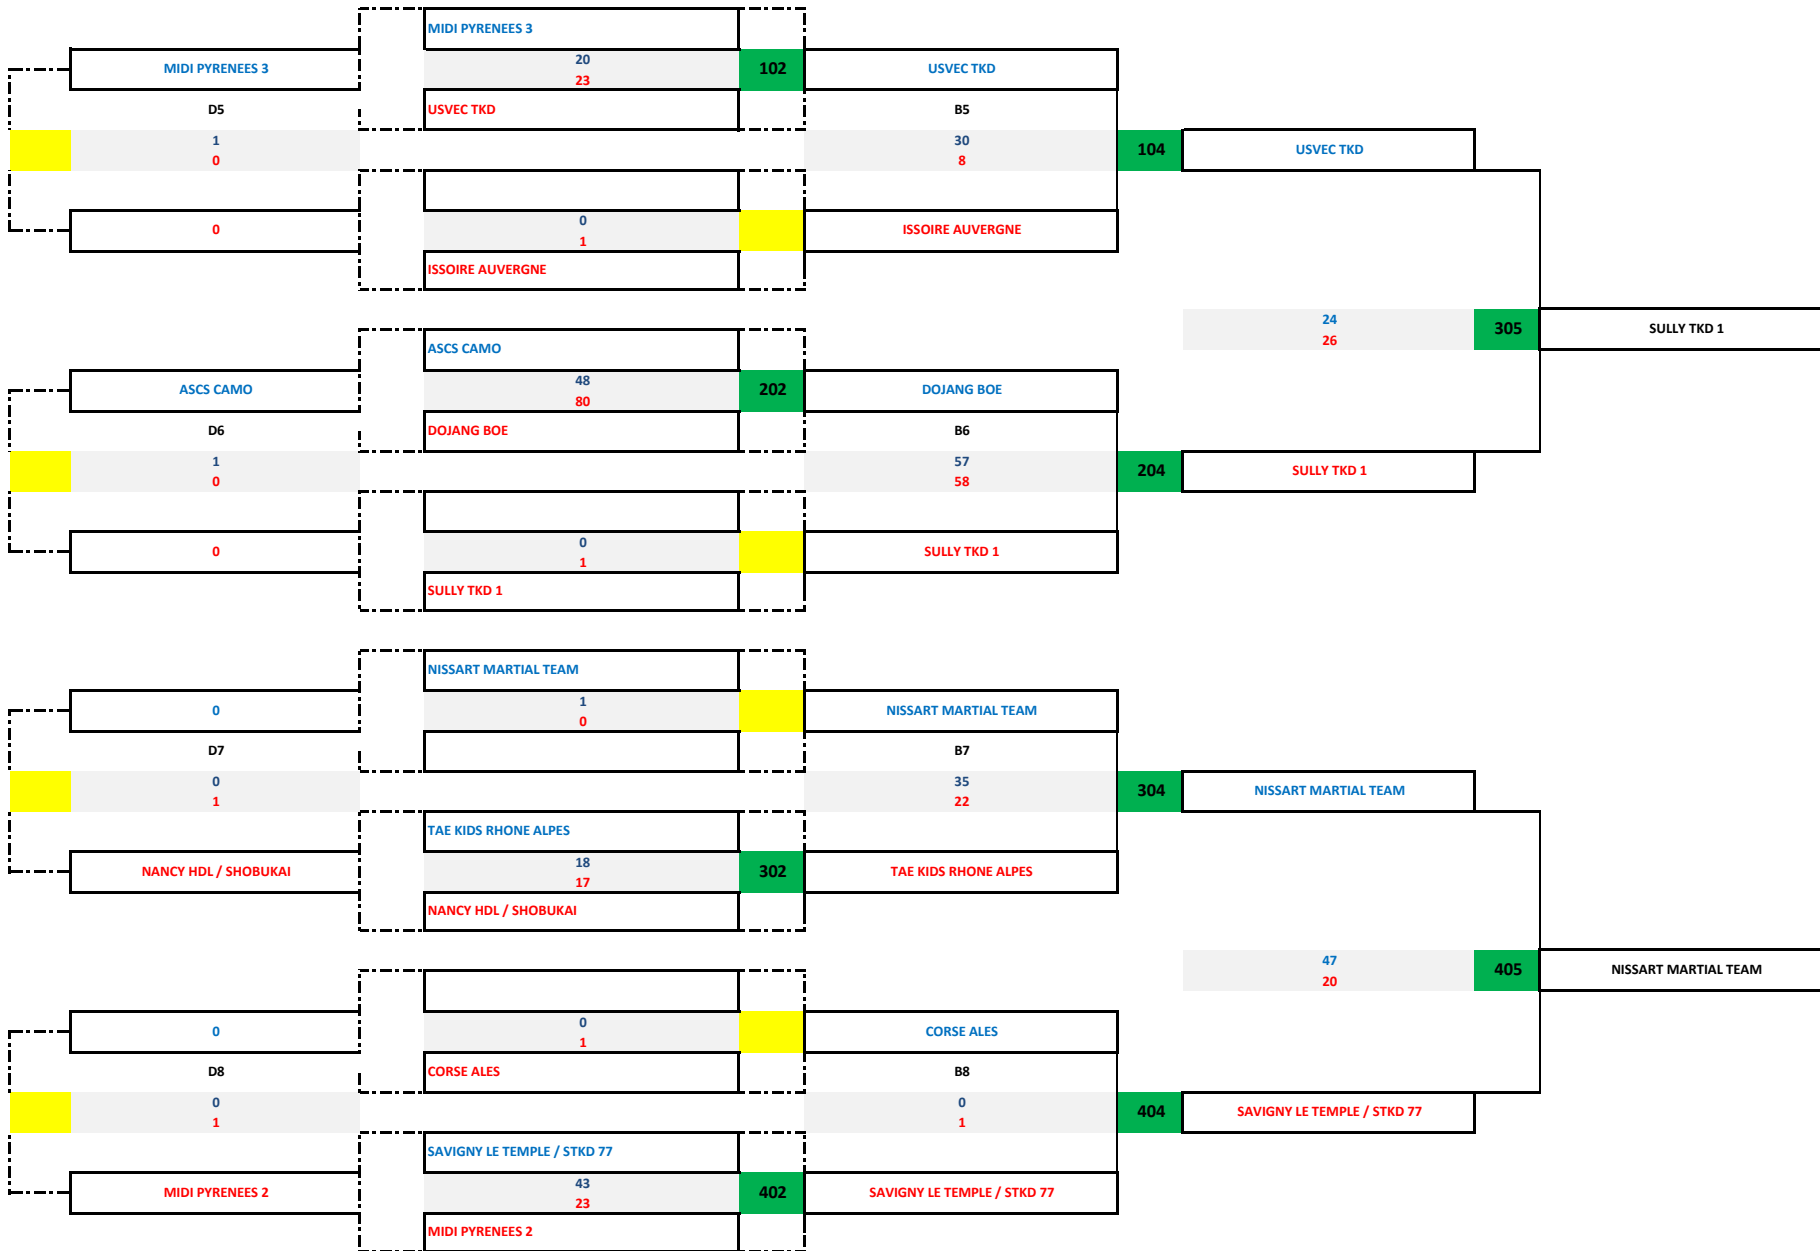 MIDI PYRENEES 3
MIDI PYRENEES 3
20
23
102
USVEC TKD
D5
USVEC TKD
B5
1
0
30
8
104
USVEC TKD
0
0
1
ISSOIRE AUVERGNE
ISSOIRE AUVERGNE
24
26
305
SULLY TKD 1
ASCS CAMO
ASCS CAMO
48
80
202
DOJANG BOE
D6
DOJANG BOE
B6
1
0
57
58
204
SULLY TKD 1
0
0
1
SULLY TKD 1
SULLY TKD 1
NISSART MARTIAL TEAM
0
1
0
NISSART MARTIAL TEAM
D7
B7
0
1
35
22
304
NISSART MARTIAL TEAM
TAE KIDS RHONE ALPES
NANCY HDL / SHOBUKAI
18
17
302
TAE KIDS RHONE ALPES
NANCY HDL / SHOBUKAI
47
20
405
NISSART MARTIAL TEAM
0
0
1
CORSE ALES
D8
CORSE ALES
B8
0
1
0
1
404
SAVIGNY LE TEMPLE / STKD 77
SAVIGNY LE TEMPLE / STKD 77
MIDI PYRENEES 2
43
23
402
SAVIGNY LE TEMPLE / STKD 77
MIDI PYRENEES 2